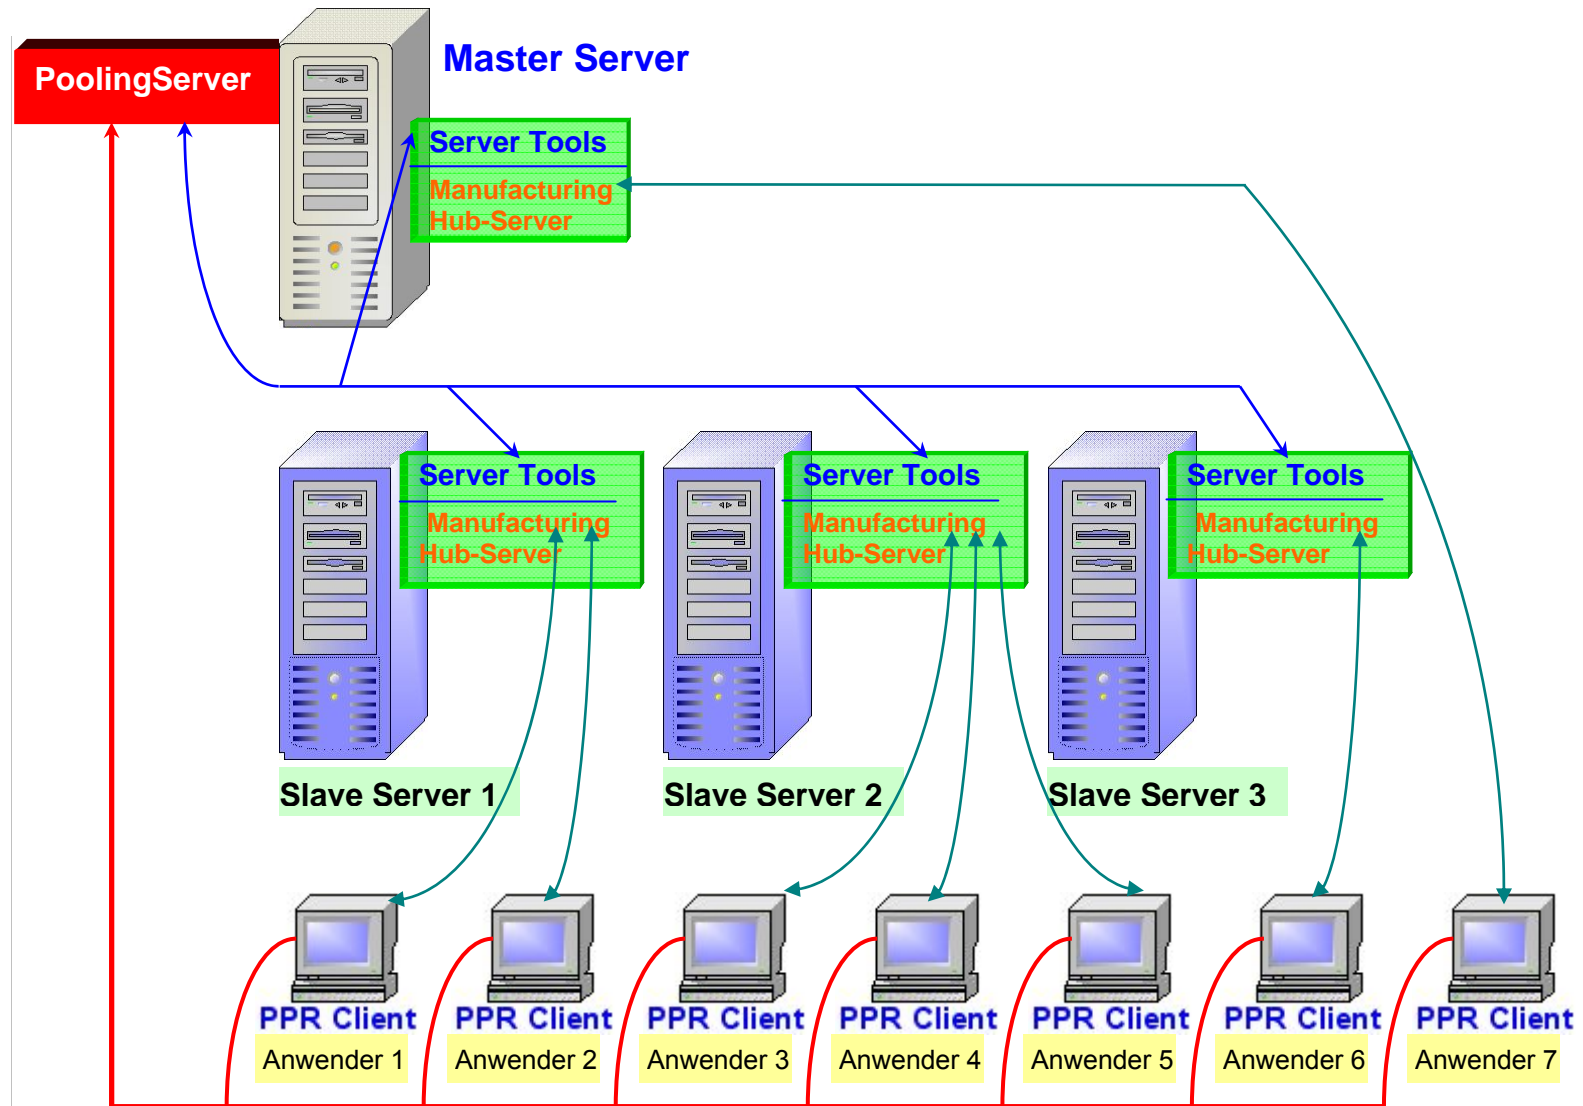 PoolingServer
Master Server
Server Tools
Manufacturing
Hub-Server
Server Tools
Manufacturing
Hub-Server
Server Tools
Manufacturing
Hub-Server
Server Tools
Manufacturing
Hub-Server
Slave Server 1
Slave Server 2
Slave Server 3
PPR Client
PPR Client
PPR Client
PPR Client
PPR Client
PPR Client
PPR Client
Anwender 1
Anwender 2
Anwender 3
Anwender 4
Anwender 5
Anwender 6
Anwender 7